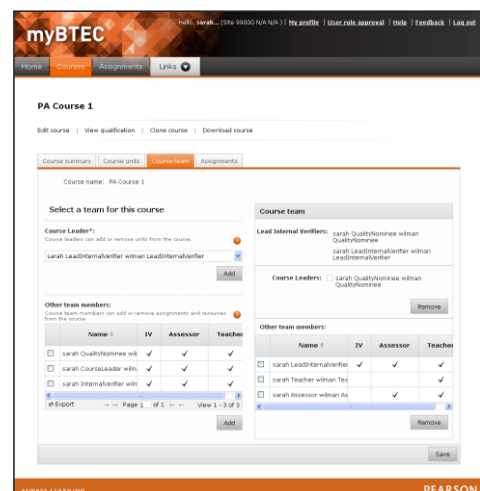 myBTEC
Hello, sarah... (Site 99000 N/A N/A ) | My profile | User role approval | Help | Feedback | Log out
Home Courses Assignments Links
PA Course 1
Edit course | View qualification | Clone course | Download course
Course summary Course units Course team Assignments
Course name: PA Course 1
Select a team for this course
Course Leader*:
Course leaders can add or remove units from the course.
sarah LeadInternalVerifier wilman LeadInternalVerifier
Add
Other team members:
Course team members can add or remove assignments and resources
from the course.
Name IV Assessor Teacher
sarah QualityNominee wil
sarah CourseLeader wilm
sarah InternalVerifier wilm
Export Page 1 of 1 View 1 - 3 of 3
Add
Course team
Lead Internal Verifiers: sarah QualityNominee wilman
QualityNominee
sarah LeadInternalVerifier wilman
LeadInternalVerifier
Course Leaders: sarah QualityNominee wilman
QualityNominee
Remove
Other team members:
Name IV Assessor Teache
sarah LeadInternalVerifie
sarah Teacher wilman Tea
sarah Assessor wilman As
Remove
Save
ALWAYS LEARNING
PEARSON